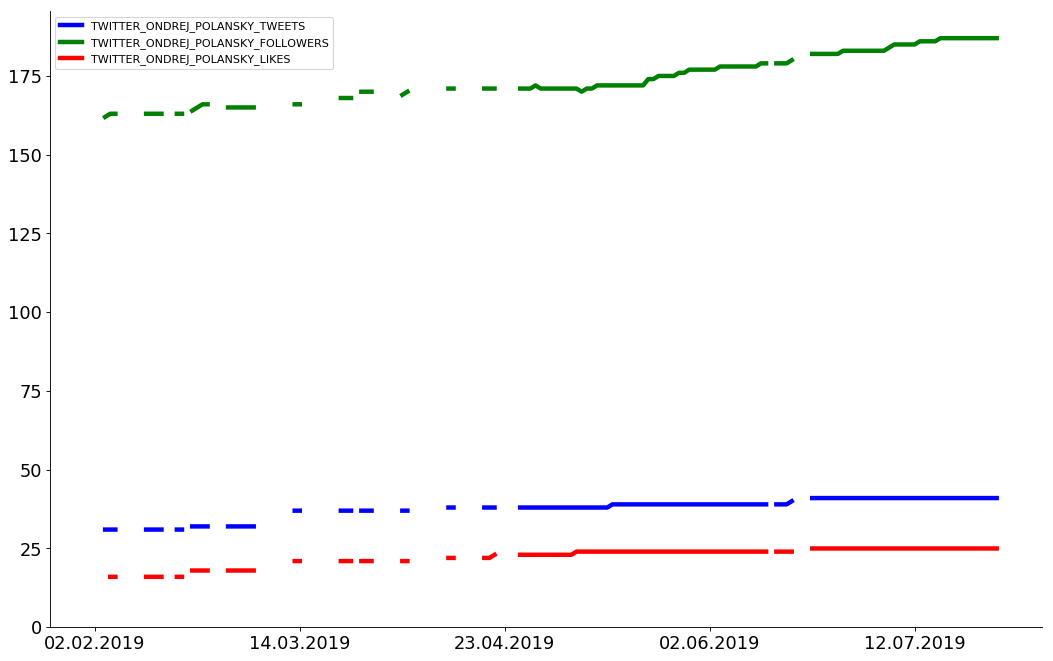 TWITTER_ONDREJ_POLANSKY_TWEETS
TWITTER_ONDREJ_POLANSKY_FOLLOWERS
TWITTER_ONDREJ_POLANSKY_LIKES
175
150
125
100
75
50
25
0
02.02.2019 14.03.2019 23.04.2019 02.06.2019 12.07.2019